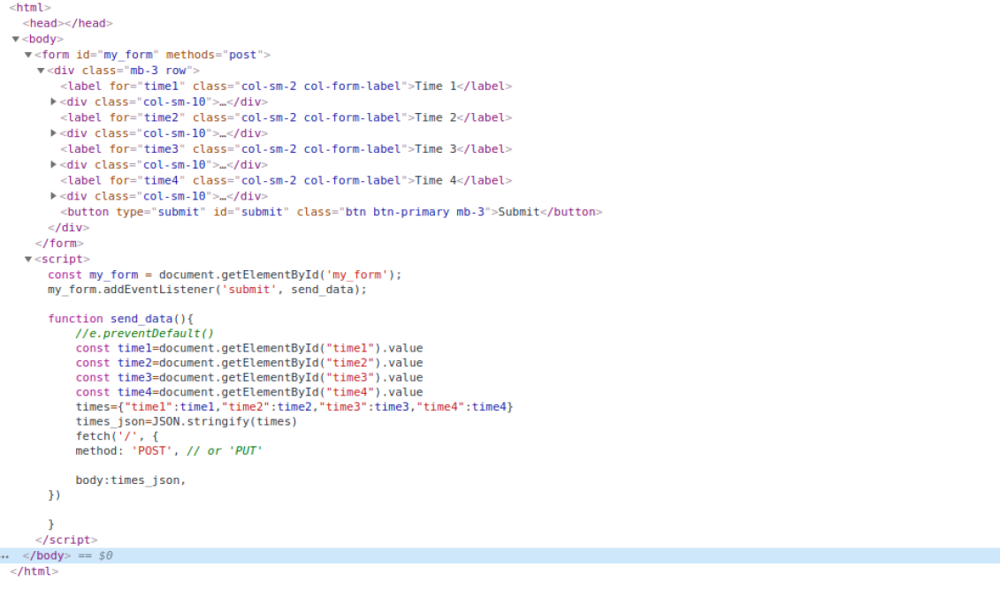 <html>
<head></head>
<body>
<form id="my_form" methods="post">
<div class="mb-3 row">
<label for="time1" class="col-sm-2 col-form-label">Time 1</label>
<div class="col-sm-10">…</div>
<label for="time2" class="col-sm-2 col-form-label">Time 2</label>
<div class="col-sm-10">…</div>
<label for="time3" class="col-sm-2 col-form-label">Time 3</label>
<div class="col-sm-10">…</div>
<label for="time4" class="col-sm-2 col-form-label">Time 4</label>
<div class="col-sm-10">…</div>
<button type="submit" id="submit" class="btn btn-primary mb-3">Submit</button>
</div>
</form>
<script>
const my_form = document.getElementById('my_form');
my_form.addEventListener('submit', send_data);
function send_data(){
//e.preventDefault()
const time1=document.getElementById("time1").value
const time2=document.getElementById("time2").value
const time3=document.getElementById("time3").value
const time4=document.getElementById("time4").value
times={"time1":time1,"time2":time2,"time3":time3,"time4":time4}
times_json=JSON.stringify(times)
fetch('/', {
method: 'POST', // or 'PUT'
body:times_json,
})
}
</script>
… </body> == $0
</html>